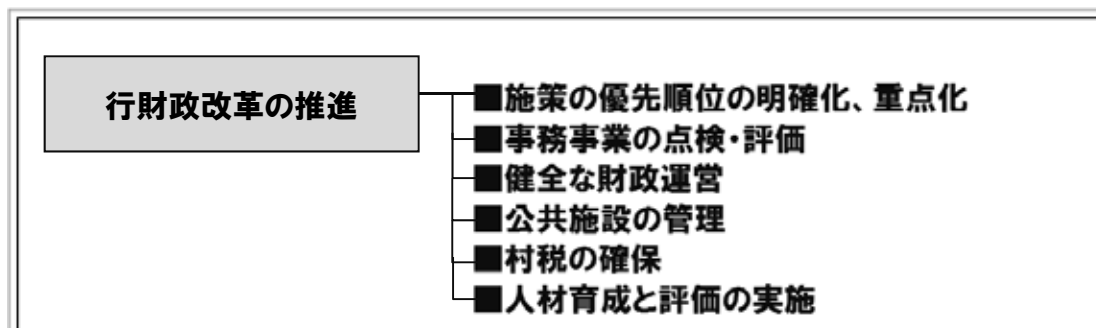 行財政改革の推進
■施策の優先順位の明確化、重点化
■事務事業の点検・評価
■健全な財政運営
■公共施設の管理
■村税の確保
■人材育成と評価の実施